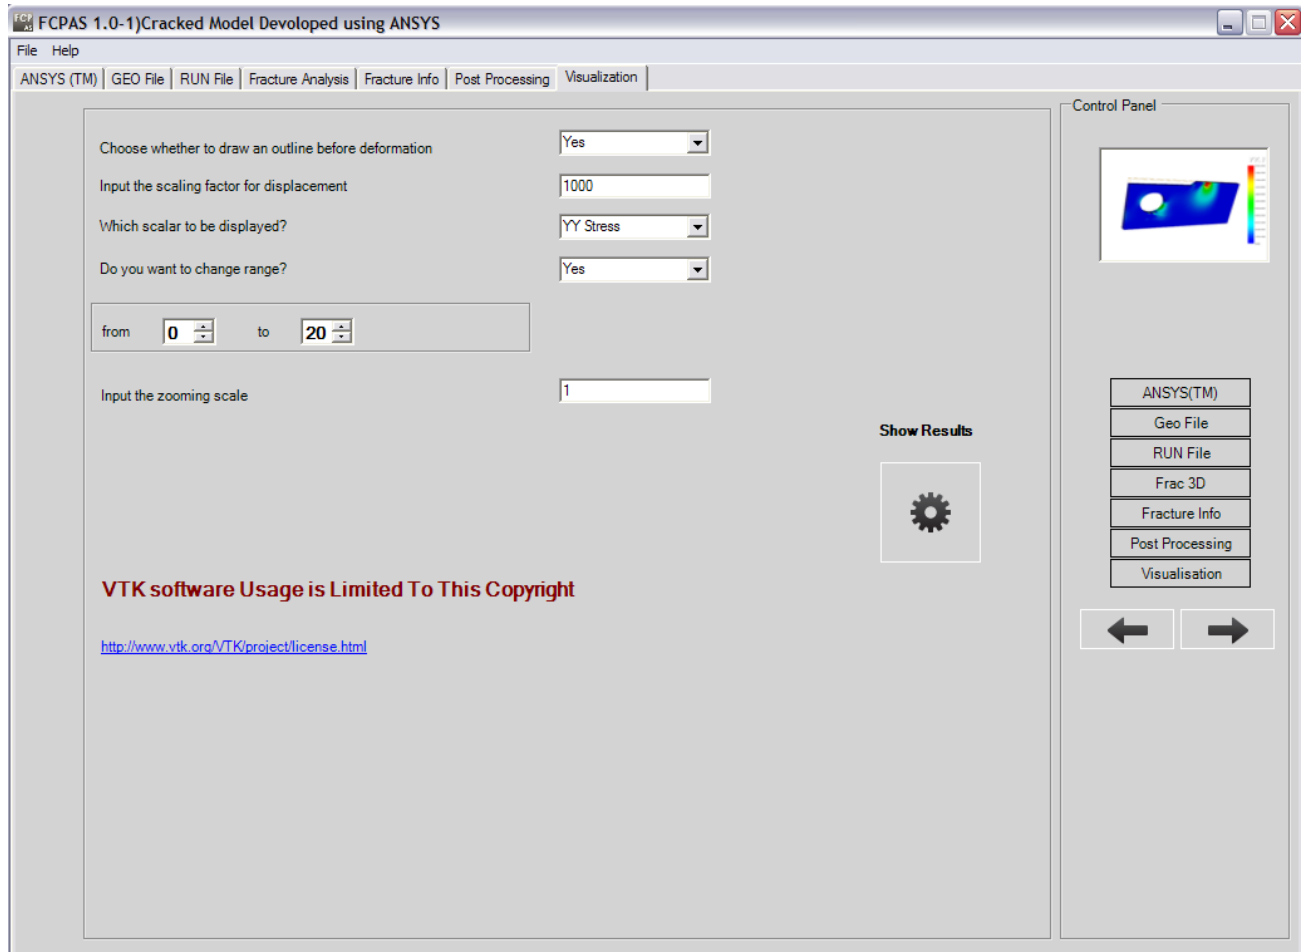 FCPAS 1.0-1)Cracked Model Devoloped using ANSYS
File Help
ANSYS (TM) GEO File RUN File Fracture Analysis Fracture Info Post Processing Visualization
Control Panel
Choose whether to draw an outline before deformation Yes
Input the scaling factor for displacement 1000
Which scalar to be displayed? YY Stress
Do you want to change range? Yes
from 0 to 20
Input the zooming scale 1
Show Results
VTK software Usage is Limited To This Copyright
http://www.vtk.org/VTK/project/license.html
ANSYS(TM)
Geo File
RUN File
Frac 3D
Fracture Info
Post Processing
Visualisation